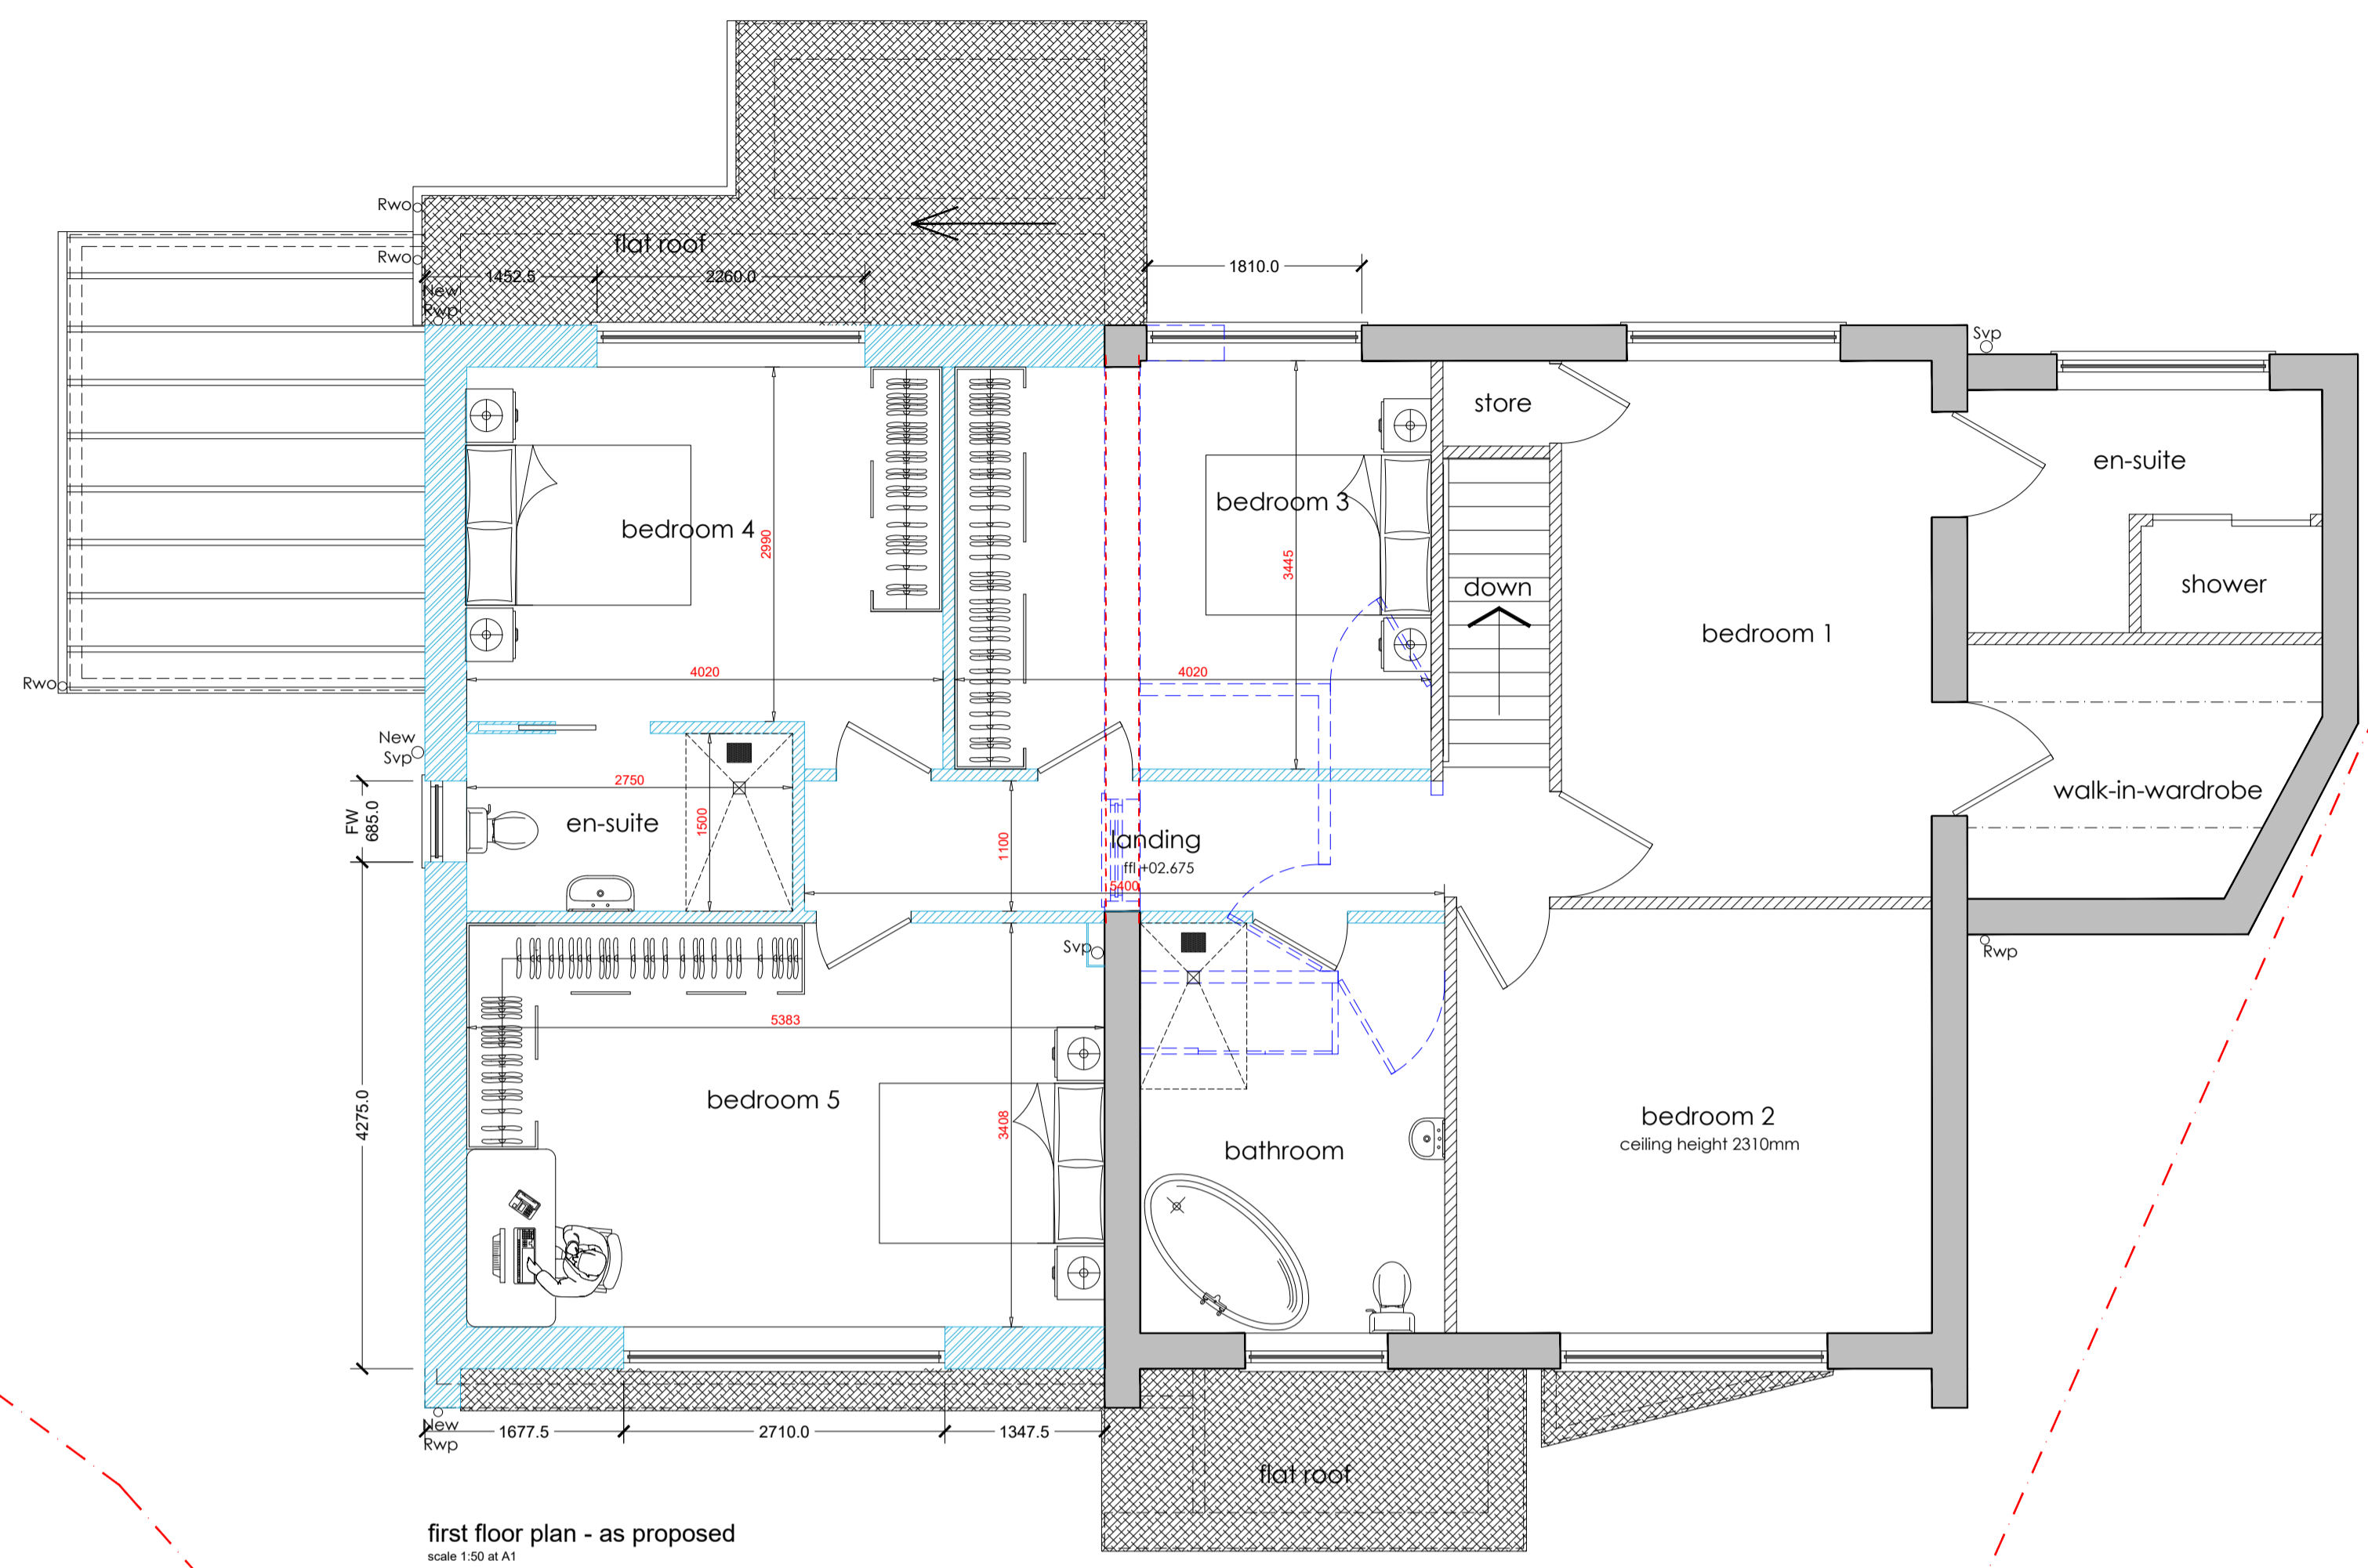 Rwo
flat roof
Rwo
1452.5
2260.0
1810.0
New
Rwp
Svp
store
en-suite
bedroom 3
bedroom 4
2990
3445
down
shower
bedroom 1
4020
4020
Rwo
New
Svp
2750
walk-in-wardrobe
FW
685.0
en-suite
1500
1100
landing
ffl +02.675
5400
Svp
Rwp
5383
bedroom 5
4275.0
3408
bathroom
bedroom 2
ceiling height 2310mm
New
Rwp
1677.5
2710.0
1347.5
flat roof
first floor plan - as proposed
scale 1:50 at A1